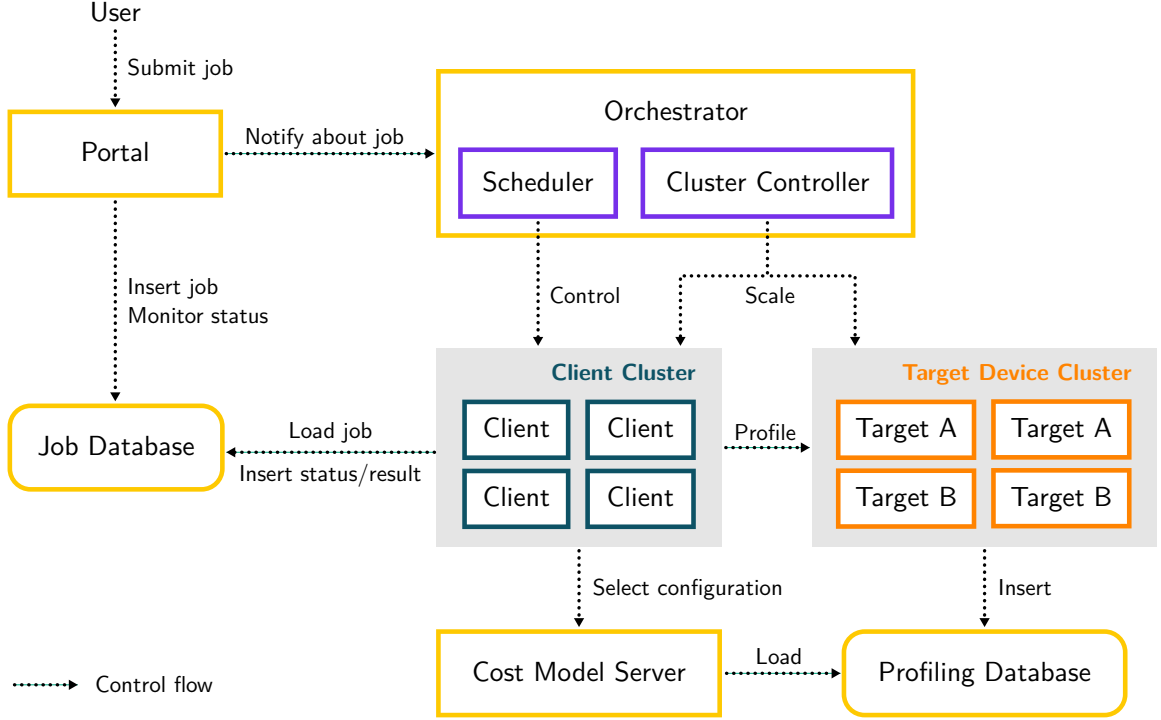 User
Submit job
Portal
Notify about job
Orchestrator
Scheduler
Cluster Controller
Insert job
Monitor status
Control
Scale
Client Cluster
Client
Client
Client
Client
Target Device Cluster
Target A
Target A
Target B
Target B
Job Database
Load job
Insert status/result
Profile
Select configuration
Insert
Cost Model Server
Load
Profiling Database
Control flow